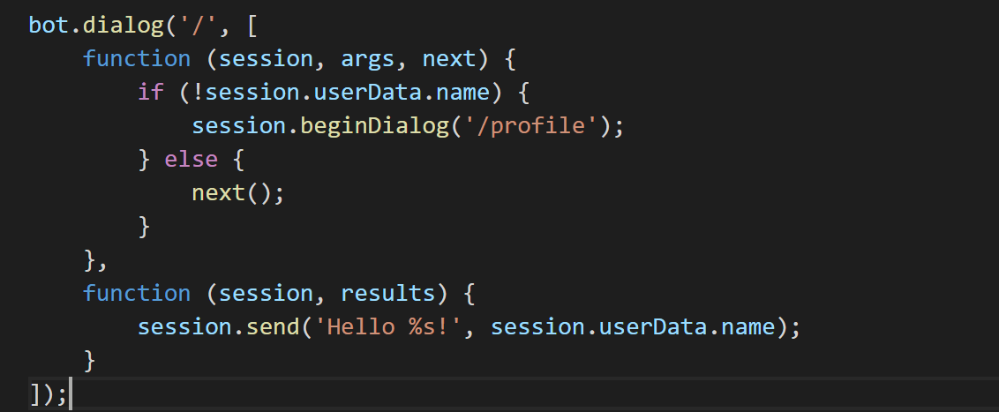 bot.dialog('/', [
    function (session, args, next) {
        if (!session.userData.name) {
            session.beginDialog('/profile');
        } else {
            next();
        }
    },
    function (session, results) {
        session.send('Hello %s!', session.userData.name);
    }
]);